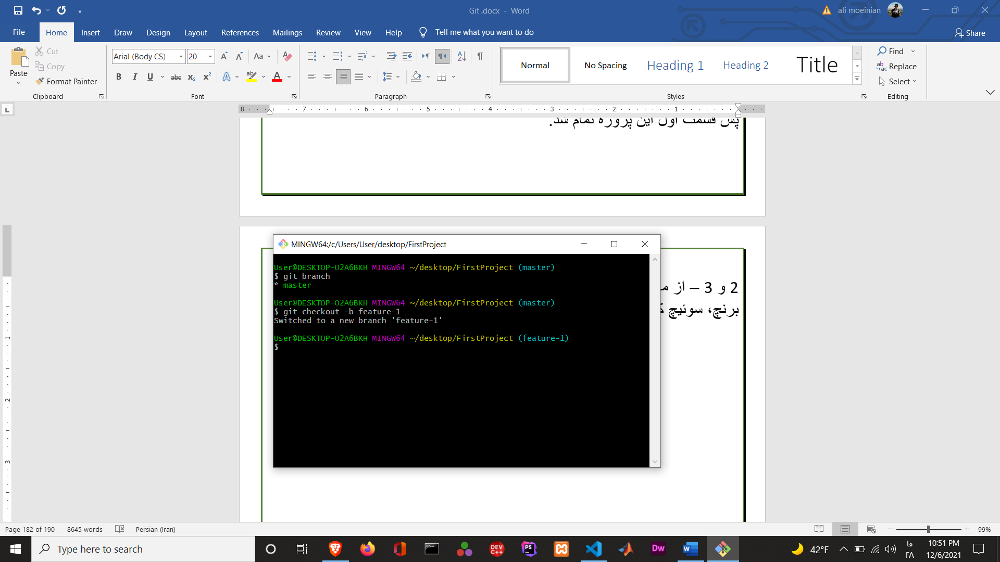 Git .docx - Word
ali moeinian
File Home Insert Draw Design Layout References Mailings Review View Help Tell me what you want to do
Share
Paste
Cut
Copy
Format Painter
Clipboard
Arial (Body CS) 20
Font
Paragraph
Normal
No Spacing
Heading 1
Heading 2
Title
Styles
Find
Replace
Select
Editing
8 7 6 5 4 3 2 1
پس قسمت اول این پروژه تمام شد.
2 و 3 – از
برنچ، سوئیچ
MINGW64:/c/Users/User/desktop/FirstProject
User@DESKTOP-O2A6BKH MINGW64 ~/desktop/FirstProject (master)
$ git branch
* master
User@DESKTOP-O2A6BKH MINGW64 ~/desktop/FirstProject (master)
$ git checkout -b feature-1
Switched to a new branch 'feature-1'
User@DESKTOP-O2A6BKH MINGW64 ~/desktop/FirstProject (feature-1)
$
1
2
3
Page 182 of 190 8645 words Persian (Iran)
99%
Type here to search
42°F
فا
FA
10:51 PM
12/6/2021